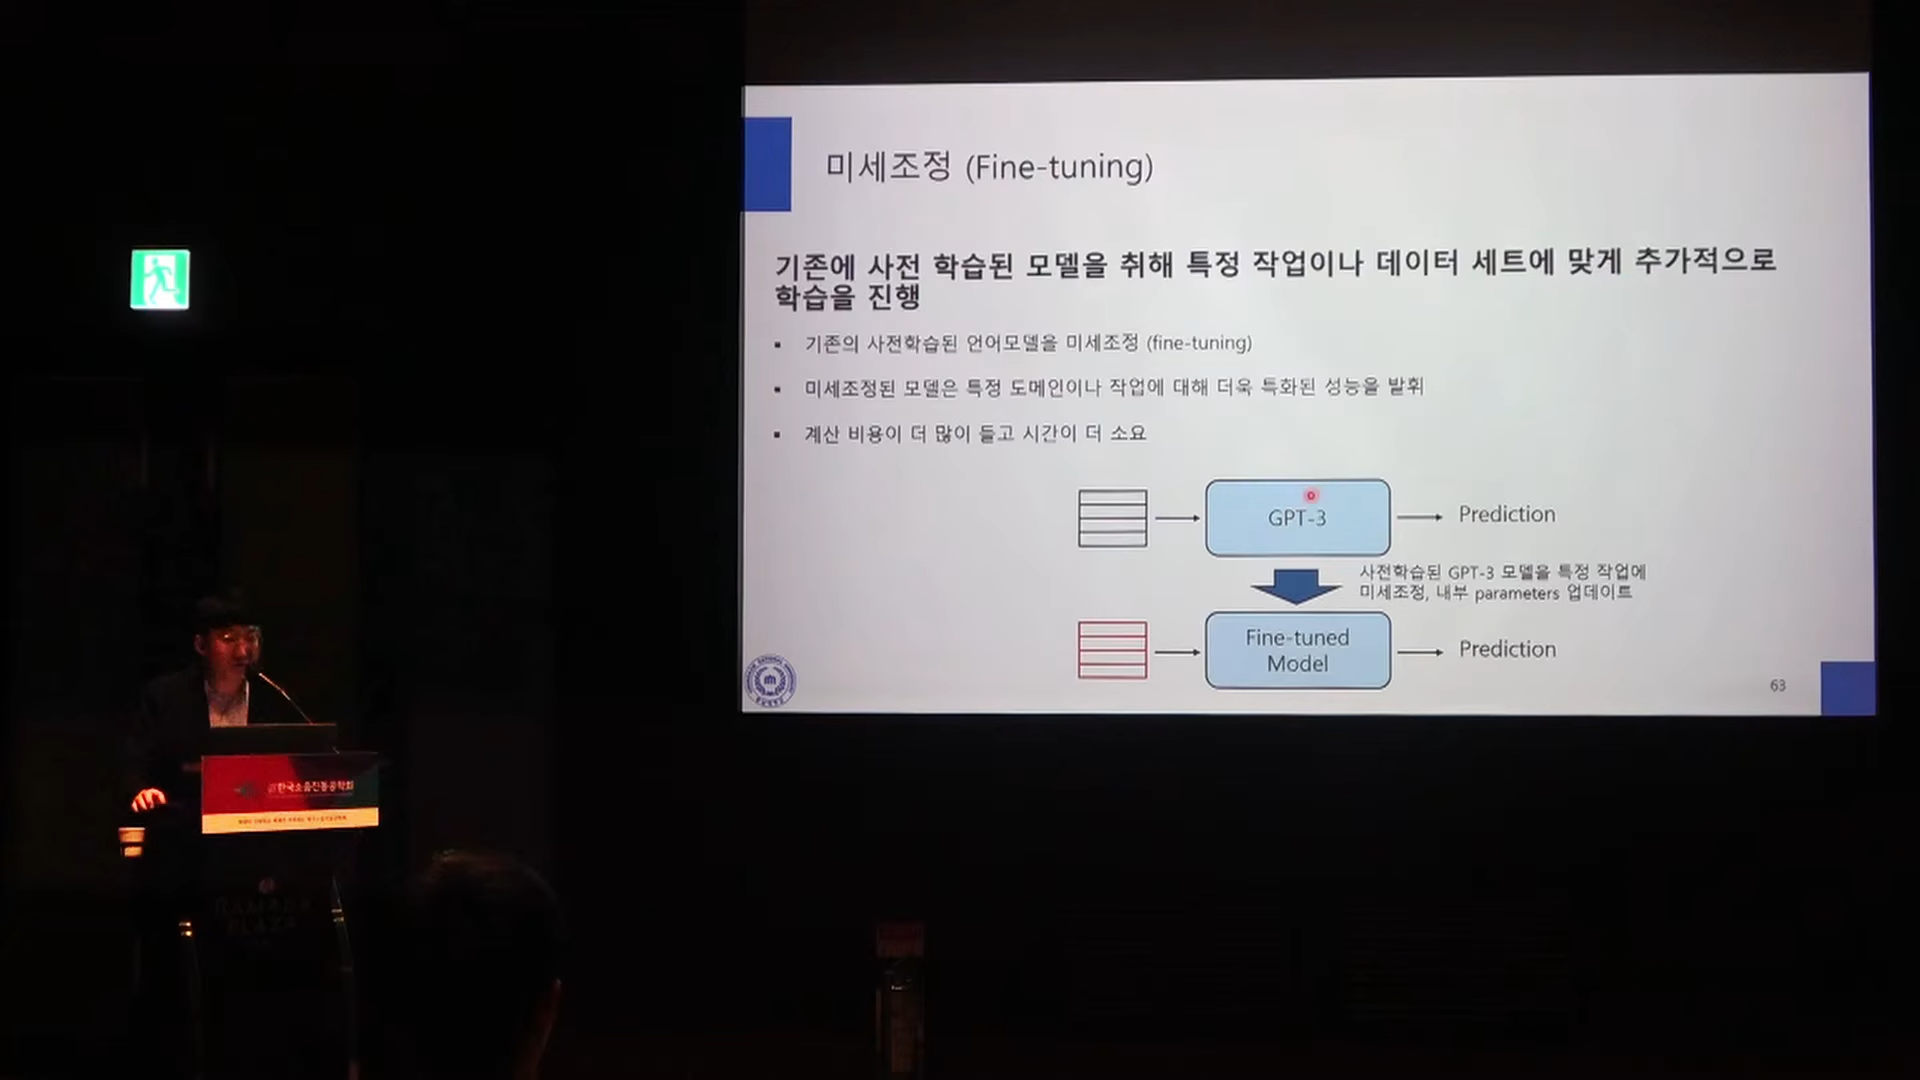 미세조정 (Fine-tuning)
기존에 사전 학습된 모델을 취해 특정 작업이나 데이터 세트에 맞게 추가적으로
학습을 진행
▪ 기존의 사전학습된 언어모델을 미세조정 (fine-tuning)
▪ 미세조정된 모델은 특정 도메인이나 작업에 대해 더욱 특화된 성능을 발휘
▪ 계산 비용이 더 많이 들고 시간이 더 소요
GPT-3
Prediction
사전학습된 GPT-3 모델을 특정 작업에
미세조정, 내부 parameters 업데이트
Fine-tuned
Model
Prediction
63
한국소음진동공학회
RAMADA
PLAZA